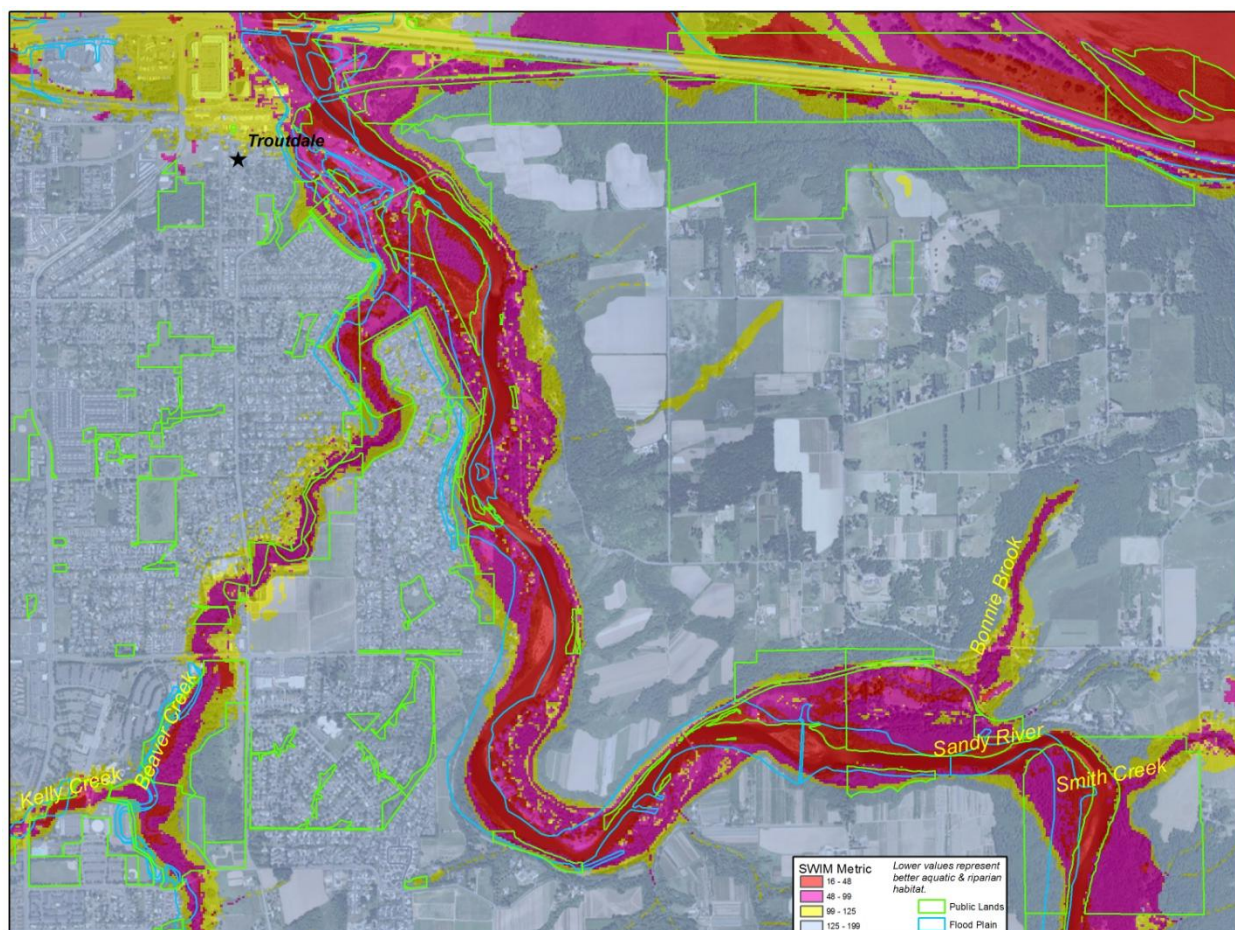 Troutdale
Bonnie Brook
Sandy River
Smith Creek
Beaver Creek
Kelly Creek
SWIM Metric
16 - 48
48 - 99
99 - 125
125 - 199
Lower values represent
better aquatic & riparian
habitat.
Public Lands
Flood Plain